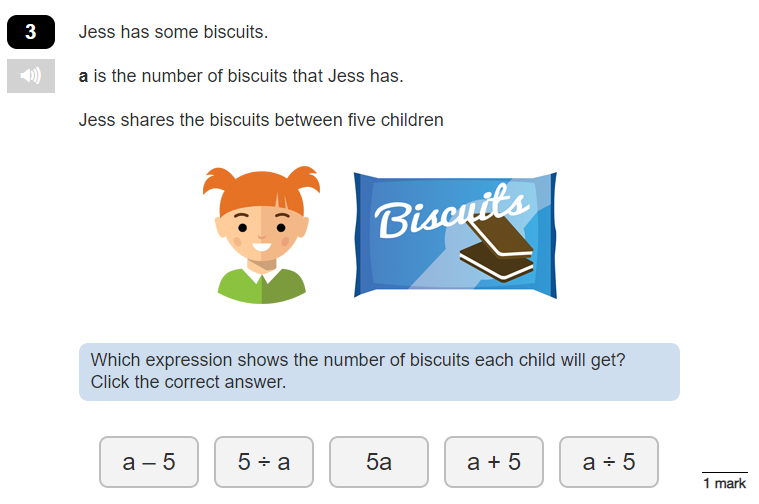 3
Jess has some biscuits.
a is the number of biscuits that Jess has.
Jess shares the biscuits between five children
Biscuits
Which expression shows the number of biscuits each child will get?
Click the correct answer.
a – 5
5 ÷ a
5a
a + 5
a ÷ 5
1 mark